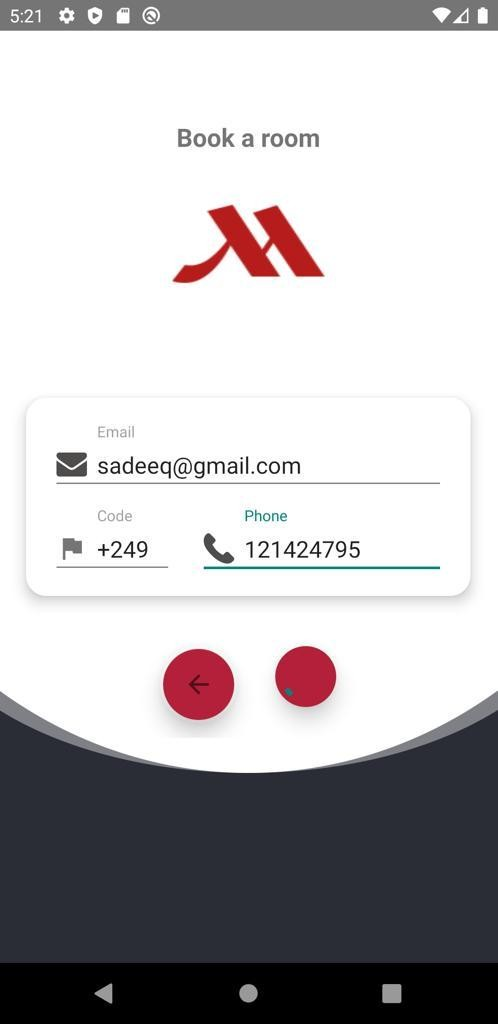 5:21
Book a room
Email
sadeeq@gmail.com
Code Phone
+249 121424795